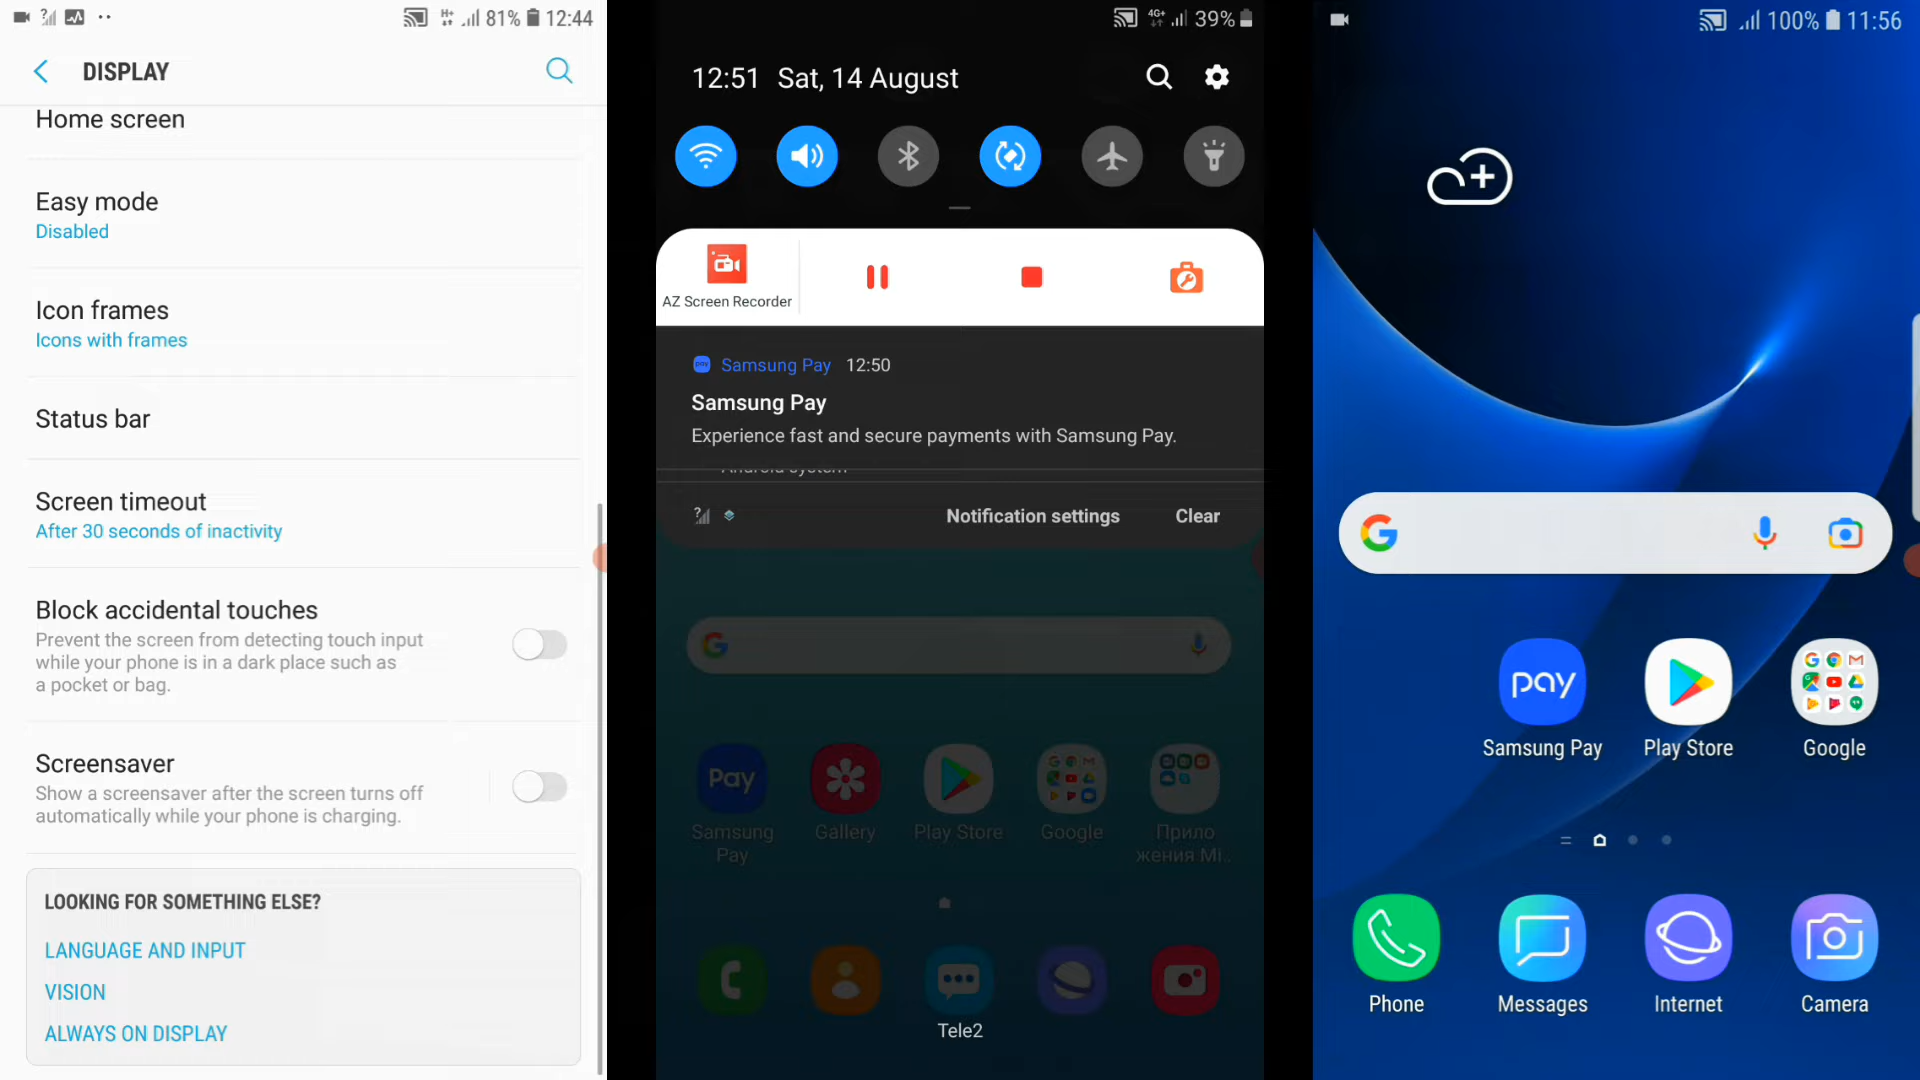 81% 12:44
DISPLAY
Home screen
Easy mode
Disabled
Icon frames
Icons with frames
Status bar
Screen timeout
After 30 seconds of inactivity
Block accidental touches
Prevent the screen from detecting touch input
while your phone is in a dark place such as
a pocket or bag.
Screensaver
Show a screensaver after the screen turns off
automatically while your phone is charging.
LOOKING FOR SOMETHING ELSE?
LANGUAGE AND INPUT
VISION
ALWAYS ON DISPLAY
4G+ 39%
12:51 Sat, 14 August
AZ Screen Recorder
Samsung Pay 12:50
Samsung Pay
Experience fast and secure payments with Samsung Pay.
Android system
Notification settings Clear
Pay
Samsung
Pay
Gallery
Play Store
Google
Прило
жения Mi..
Tele2
100% 11:56
pay
Samsung Pay
Play Store
Google
Phone
Messages
Internet
Camera